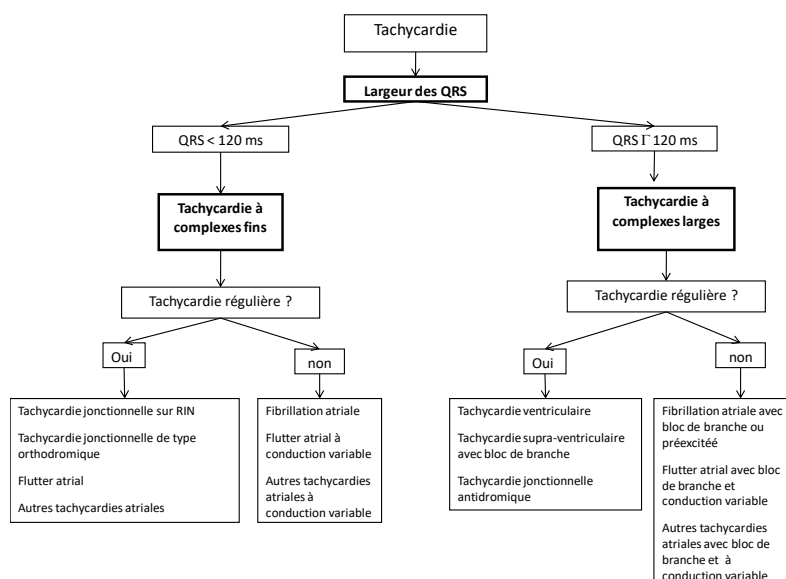 Tachycardie
Largeur des QRS
QRS < 120 ms
QRS Γ 120 ms
Tachycardie à
complexes fins
Tachycardie à
complexes larges
Tachycardie régulière ?
Tachycardie régulière ?
Oui
non
Oui
non
Tachycardie jonctionnelle sur RIN
Tachycardie jonctionnelle de type
orthodromique
Flutter atrial
Autres tachycardies atriales
Fibrillation atriale
Flutter atrial à
conduction variable
Autres tachycardies
atriales à
conduction variable
Tachycardie ventriculaire
Tachycardie supra-ventriculaire
avec bloc de branche
Tachycardie jonctionnelle
antidromique
Fibrillation atriale avec
bloc de branche ou
préexcitéé
Flutter atrial avec bloc
de branche et
conduction variable
Autres tachycardies
atriales avec bloc de
branche et à
conduction variable